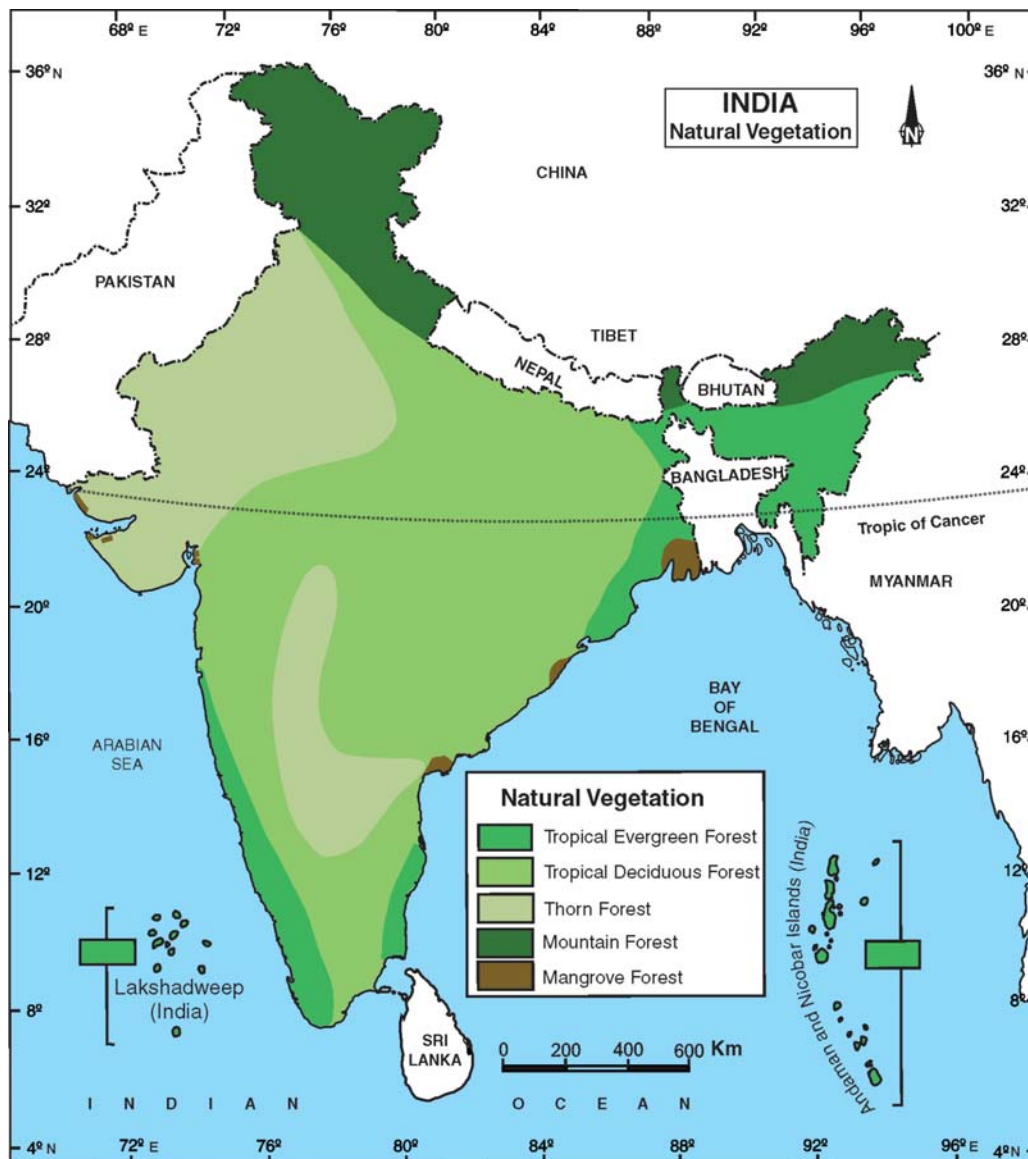 68º E 72º 76º 80º 84º 88º 92º 96º 100º E
36º N
36º N
INDIA
Natural Vegetation
N
CHINA
32º
32º
PAKISTAN
28º
TIBET
28º
NEPAL
BHUTAN
24º
BANGLADESH
24º
Tropic of Cancer
MYANMAR
20º
20º
BAY
OF
BENGAL
ARABIAN
SEA
16º
16º
Natural Vegetation
Tropical Evergreen Forest
Tropical Deciduous Forest
Thorn Forest
Mountain Forest
Mangrove Forest
12º
12º
Andaman and Nicobar Islands (India)
Lakshadweep
(India)
8º
8º
SRI
LANKA
0 200 400 600 Km
I N D I A N O C E A N
4º N 72º E 76º 80º 84º 88º 92º 96º E 4º N